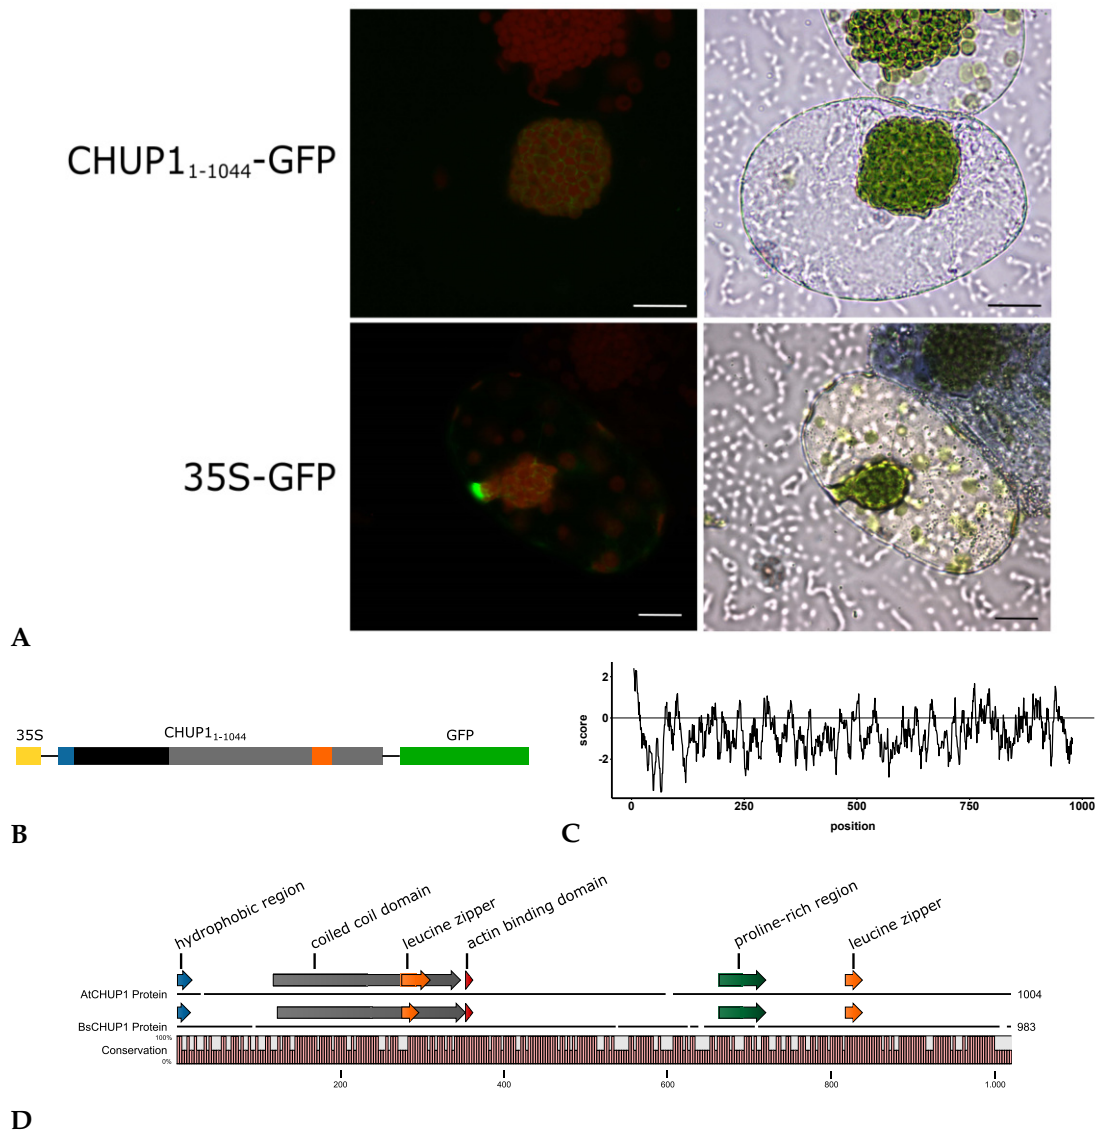 CHUP1₁₋₁₀₄₄-GFP
35S-GFP
A
35S
CHUP1₁₋₁₀₄₄
GFP
B
2
0
-2
score
0
250
500
750
1000
position
C
hydrophobic region
coiled coil domain
leucine zipper
actin binding domain
proline-rich region
leucine zipper
AtCHUP1 Protein
1004
BsCHUP1 Protein
983
100%
Conservation
0%
200
400
600
800
1.000
D